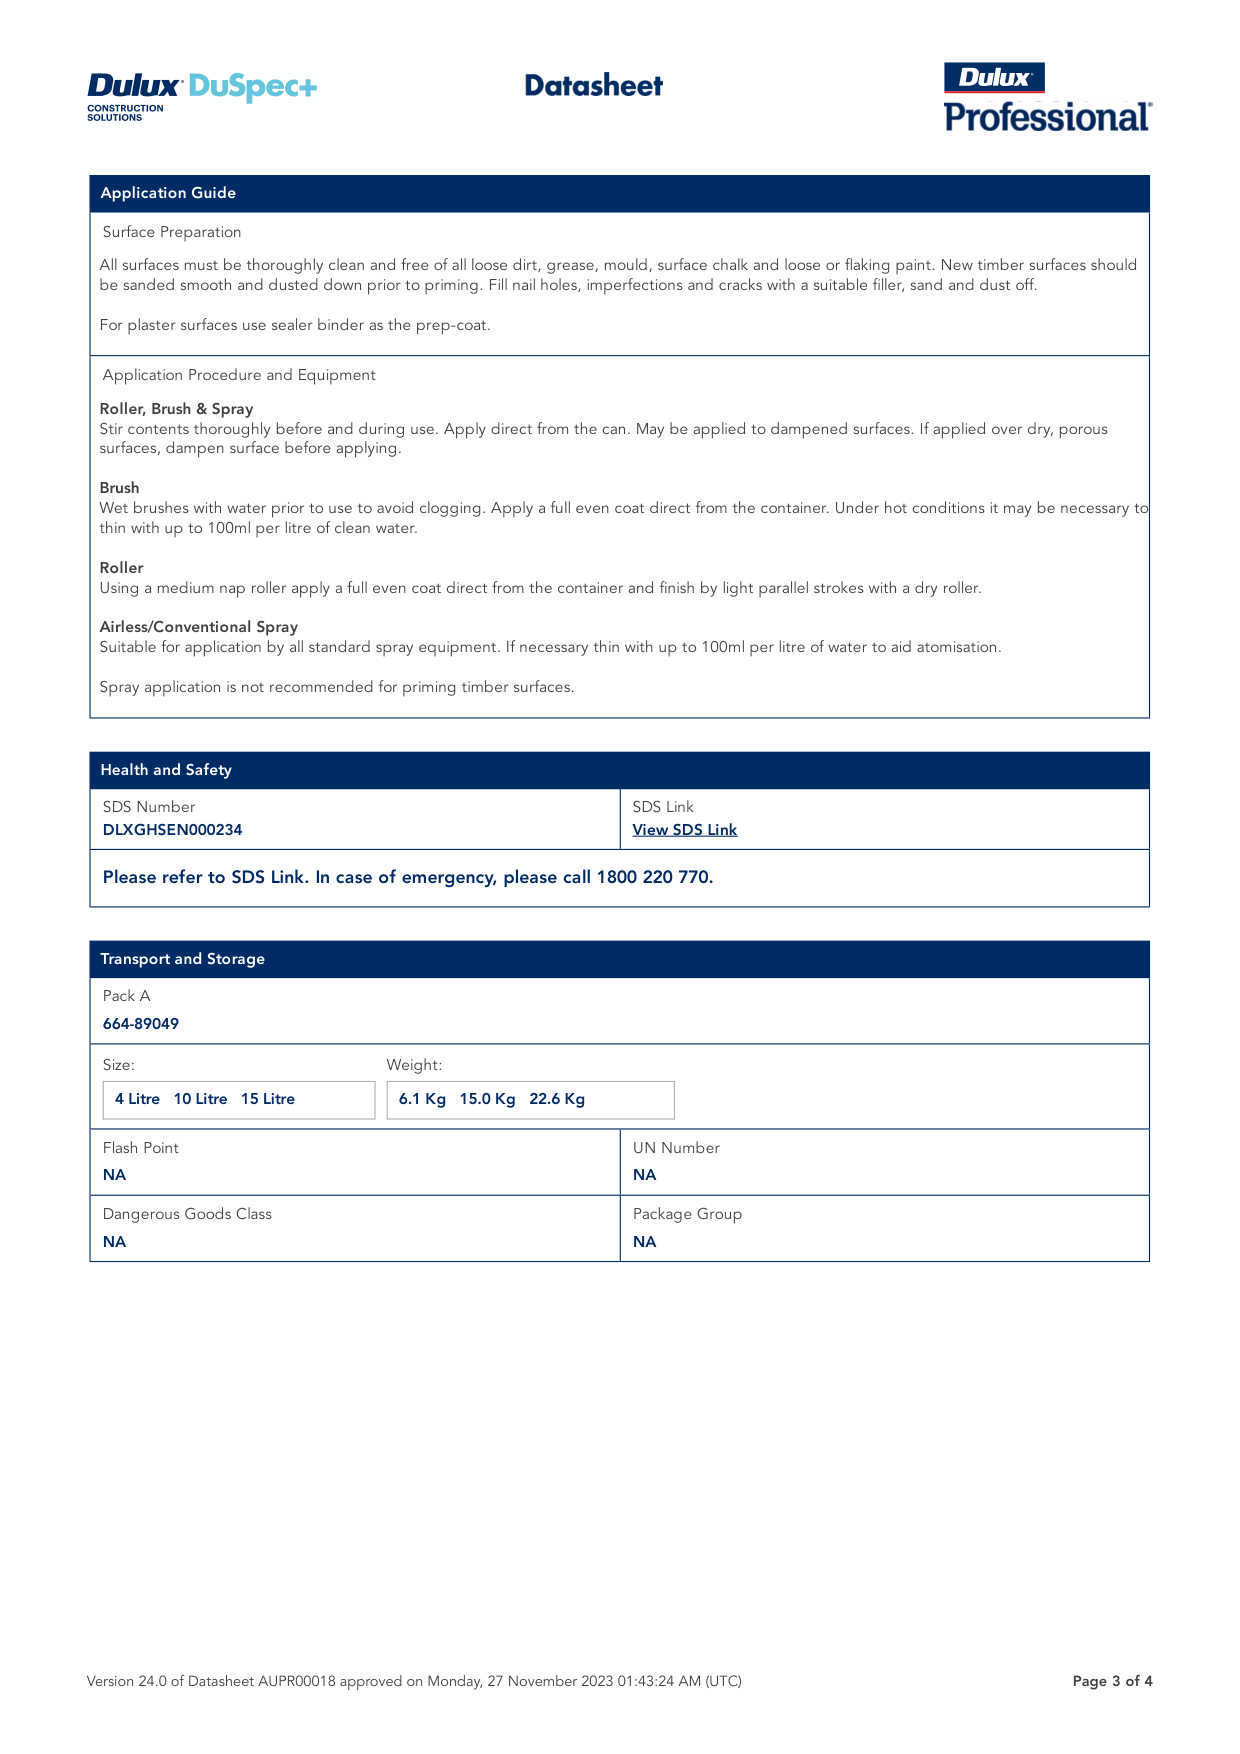 Dulux DuSpec+
CONSTRUCTION
SOLUTIONS
Datasheet
Dulux
Professional®
Application Guide
Surface Preparation
All surfaces must be thoroughly clean and free of all loose dirt, grease, mould, surface chalk and loose or flaking paint. New timber surfaces should
be sanded smooth and dusted down prior to priming. Fill nail holes, imperfections and cracks with a suitable filler, sand and dust off.
For plaster surfaces use sealer binder as the prep-coat.
Application Procedure and Equipment
Roller, Brush & Spray
Stir contents thoroughly before and during use. Apply direct from the can. May be applied to dampened surfaces. If applied over dry, porous
surfaces, dampen surface before applying.
Brush
Wet brushes with water prior to use to avoid clogging. Apply a full even coat direct from the container. Under hot conditions it may be necessary to
thin with up to 100ml per litre of clean water.
Roller
Using a medium nap roller apply a full even coat direct from the container and finish by light parallel strokes with a dry roller.
Airless/Conventional Spray
Suitable for application by all standard spray equipment. If necessary thin with up to 100ml per litre of water to aid atomisation.
Spray application is not recommended for priming timber surfaces.
Health and Safety
SDS Number
DLXGHSEN000234
SDS Link
View SDS Link
Please refer to SDS Link. In case of emergency, please call 1800 220 770.
Transport and Storage
Pack A
664-89049
Size:
4 Litre 10 Litre 15 Litre
Weight:
6.1 Kg 15.0 Kg 22.6 Kg
Flash Point
NA
UN Number
NA
Dangerous Goods Class
NA
Package Group
NA
Version 24.0 of Datasheet AUPR00018 approved on Monday, 27 November 2023 01:43:24 AM (UTC)
Page 3 of 4